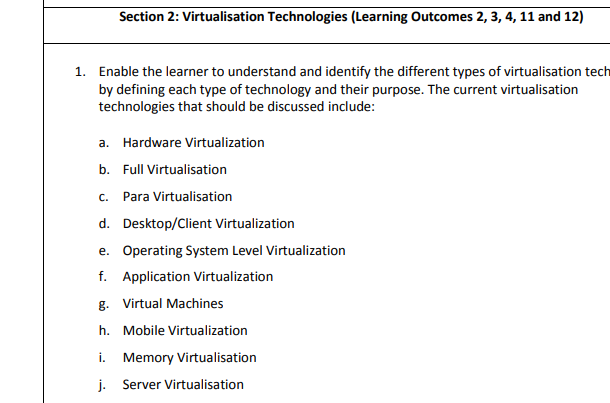 Section 2: Virtualisation Technologies (Learning Outcomes 2, 3, 4, 11 and 12)
1. Enable the learner to understand and identify the different types of virtualisation tech
by defining each type of technology and their purpose. The current virtualisation
technologies that should be discussed include:
a. Hardware Virtualization
b. Full Virtualisation
c. Para Virtualisation
d. Desktop/Client Virtualization
e. Operating System Level Virtualization
f. Application Virtualization
g. Virtual Machines
h. Mobile Virtualization
i. Memory Virtualisation
j. Server Virtualisation